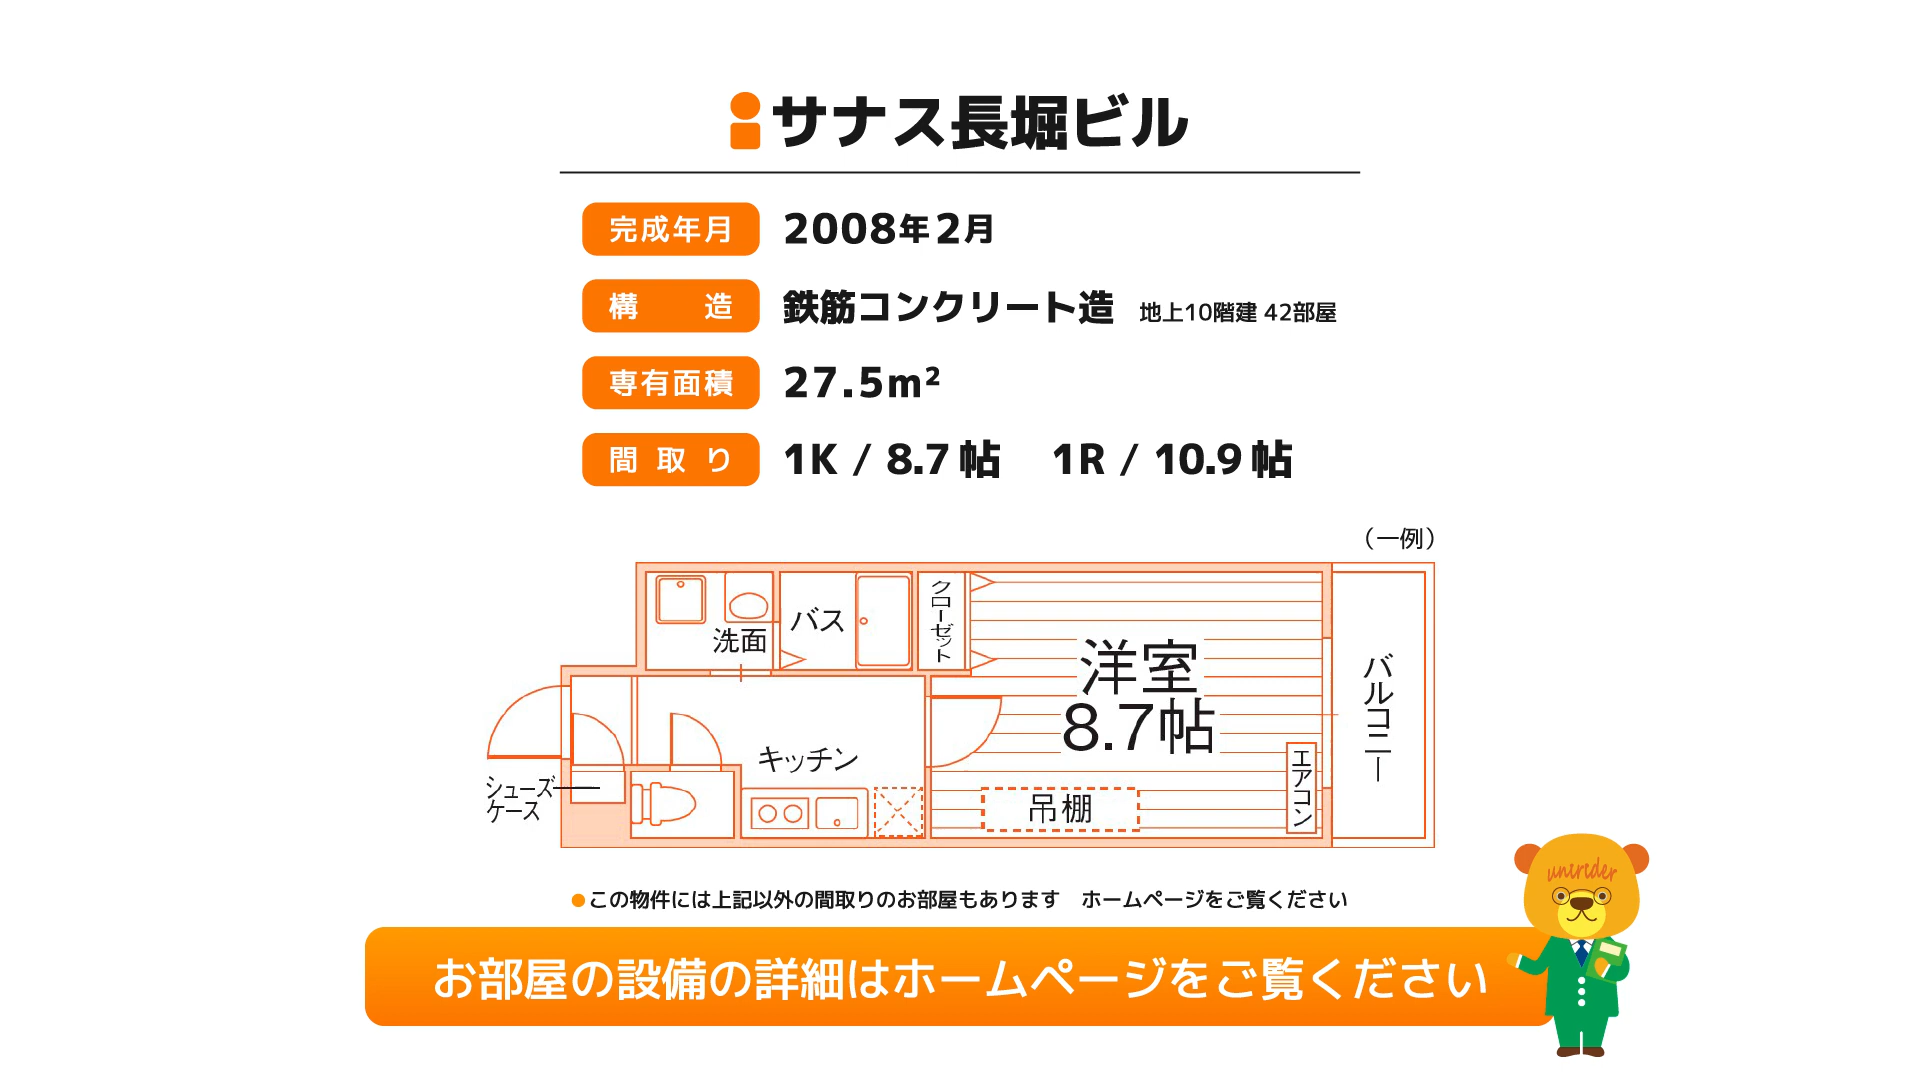 サナス長堀ビル
完成年月 2008年2月
構造 鉄筋コンクリート造 地上10階建 42部屋
専有面積 27.5m²
間取り 1K / 8.7帖 1R / 10.9帖
（一例）
クローゼット
バス
洗面
洋室
8.7帖
バルコニー
キッチン
エアコン
シューズ
ケース
吊棚
●この物件には上記以外の間取りのお部屋もあります ホームページをご覧ください
unirider
お部屋の設備の詳細はホームページをご覧ください